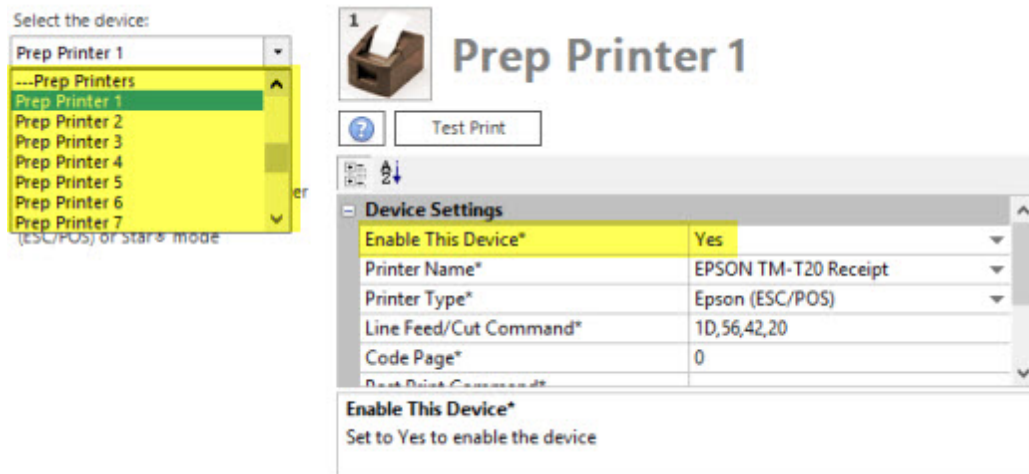 Select the device:
Prep Printer 1
---Prep Printers
Prep Printer 1
Prep Printer 2
Prep Printer 3
Prep Printer 4
Prep Printer 5
Prep Printer 6
Prep Printer 7
er
(ESC/POS) or Star® mode
1
Prep Printer 1
Test Print
Device Settings
Enable This Device* Yes
Printer Name* EPSON TM-T20 Receipt
Printer Type* Epson (ESC/POS)
Line Feed/Cut Command* 1D,56,42,20
Code Page* 0
Post Print Command*
Enable This Device*
Set to Yes to enable the device